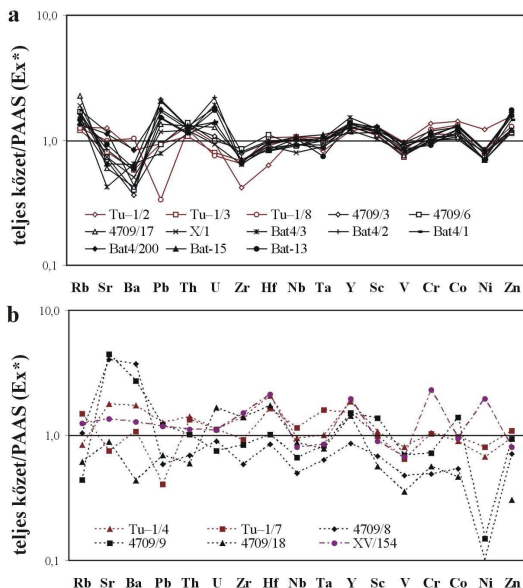 a
10,0
1,0
0,1
teljes kőzet/PAAS (Ex*)
Tu–1/2 Tu–1/3 Tu–1/8 4709/3 4709/6
4709/17 X/1 Bat4/3 Bat4/2 Bat4/1
Bat4/200 Bat-15 Bat-13
Rb Sr Ba Pb Th U Zr Hf Nb Ta Y Sc V Cr Co Ni Zn
b
10,0
1,0
0,1
teljes kőzet/PAAS (Ex*)
Tu–1/4 Tu–1/7 4709/8
4709/9 4709/18 XV/154
Rb Sr Ba Pb Th U Zr Hf Nb Ta Y Sc V Cr Co Ni Zn